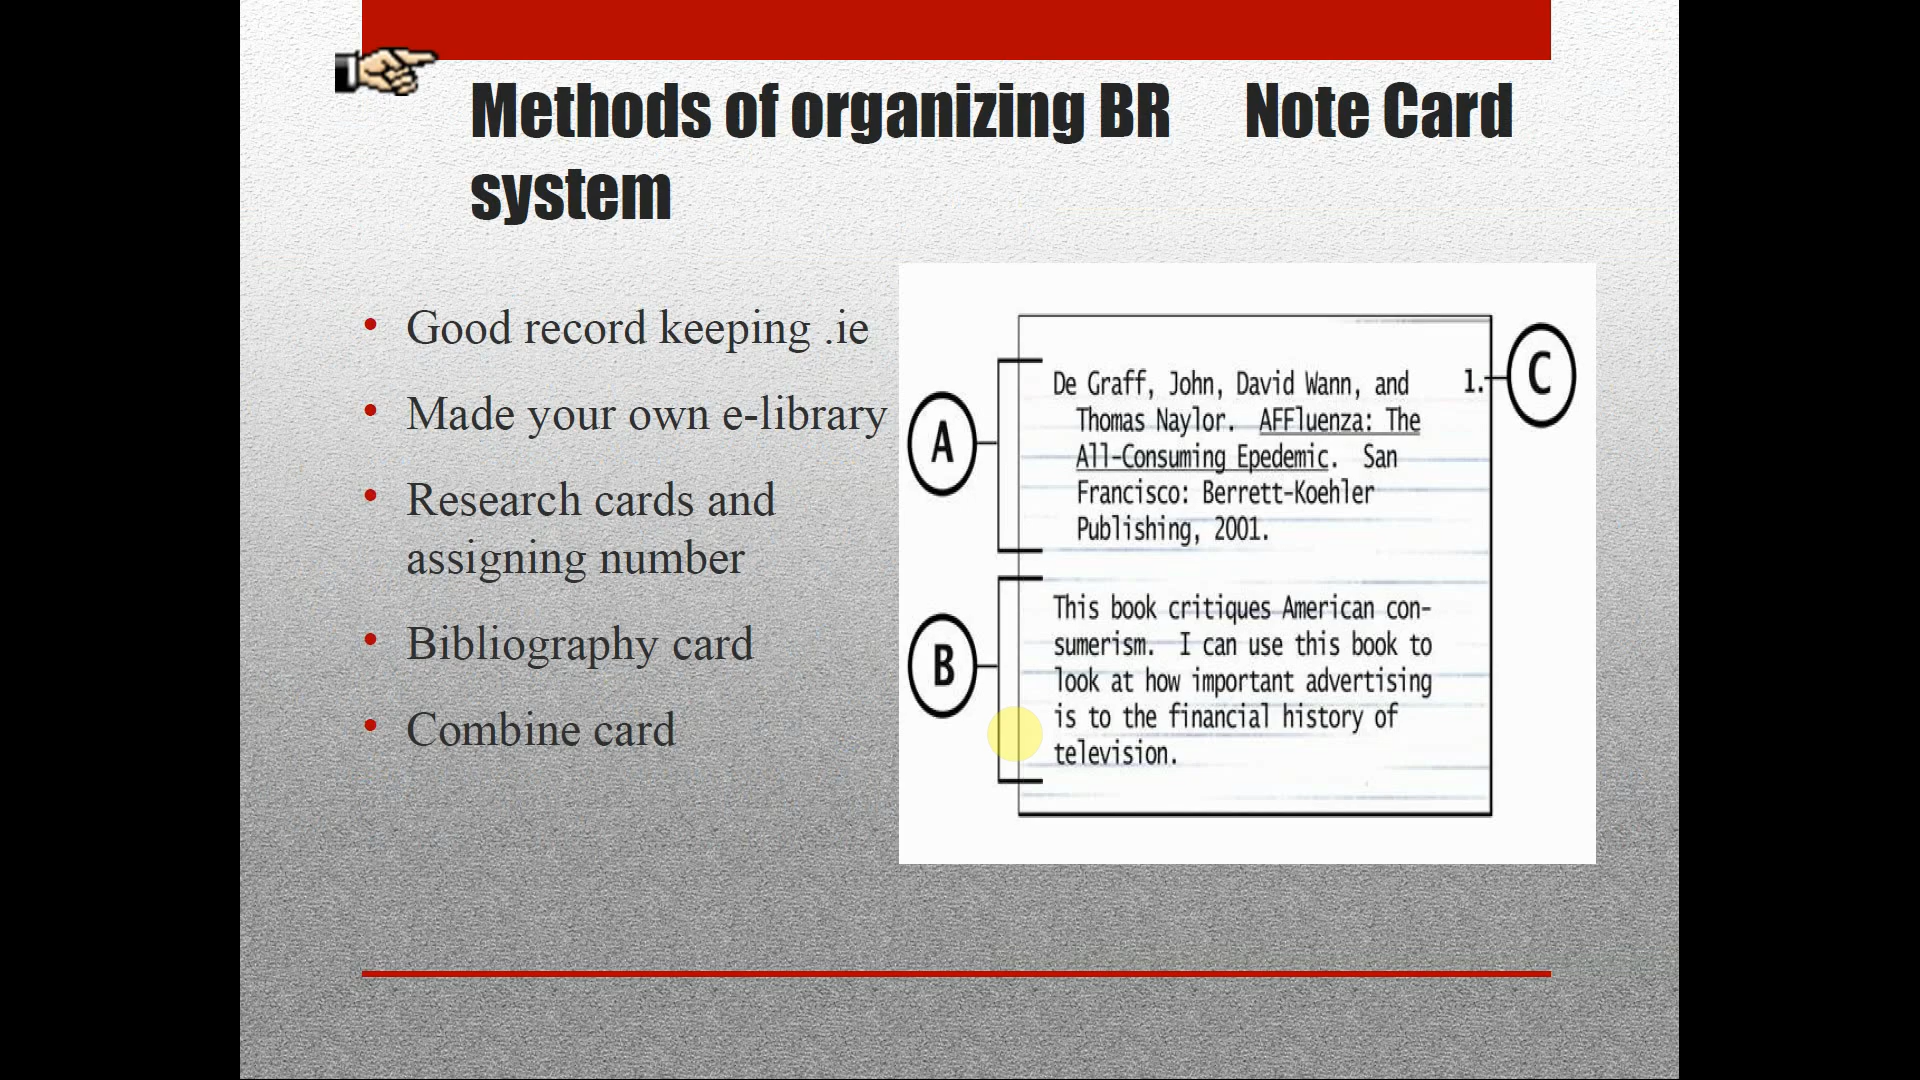 Methods of organizing BR Note Card
system
• Good record keeping .ie
• Made your own e-library
• Research cards and
assigning number
• Bibliography card
• Combine card
A
De Graff, John, David Wann, and
Thomas Naylor. AFFluenza: The
All-Consuming Epedemic. San
Francisco: Berrett-Koehler
Publishing, 2001.
1.
C
B
This book critiques American con-
sumerism. I can use this book to
look at how important advertising
is to the financial history of
television.